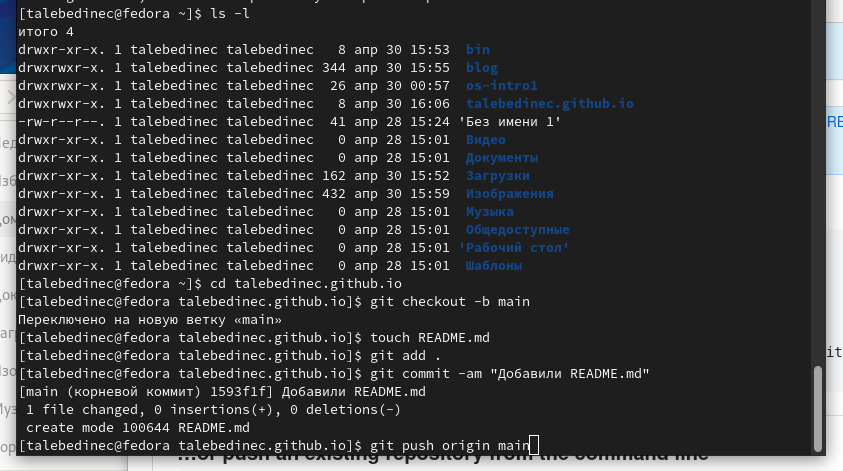 [talebedinec@fedora ~]$ ls -l
итого 4
drwxr-xr-x. 1 talebedinec talebedinec   8 апр 30 15:53  bin
drwxr-xr-x. 1 talebedinec talebedinec 344 апр 30 15:55  blog
drwxr-xr-x. 1 talebedinec talebedinec  26 апр 30 00:57  os-intro1
drwxr-xr-x. 1 talebedinec talebedinec   8 апр 30 16:06  talebedinec.github.io
-rw-r--r--. 1 talebedinec talebedinec  41 апр 28 15:24 'Без имени 1'
drwxr-xr-x. 1 talebedinec talebedinec   0 апр 28 15:01  Видео
drwxr-xr-x. 1 talebedinec talebedinec   0 апр 28 15:01  Документы
drwxr-xr-x. 1 talebedinec talebedinec 162 апр 30 15:52  Загрузки
drwxr-xr-x. 1 talebedinec talebedinec 432 апр 30 15:59  Изображения
drwxr-xr-x. 1 talebedinec talebedinec   0 апр 28 15:01  Музыка
drwxr-xr-x. 1 talebedinec talebedinec   0 апр 28 15:01  Общедоступные
drwxr-xr-x. 1 talebedinec talebedinec   0 апр 28 15:01 'Рабочий стол'
drwxr-xr-x. 1 talebedinec talebedinec   0 апр 28 15:01  Шаблоны
[talebedinec@fedora ~]$ cd talebedinec.github.io
[talebedinec@fedora talebedinec.github.io]$ git checkout -b main
Переключено на новую ветку «main»
[talebedinec@fedora talebedinec.github.io]$ touch README.md
[talebedinec@fedora talebedinec.github.io]$ git add .
[talebedinec@fedora talebedinec.github.io]$ git commit -am "Добавили README.md"
[main (корневой коммит) 1593f1f] Добавили README.md
 1 file changed, 0 insertions(+), 0 deletions(-)
 create mode 100644 README.md
[talebedinec@fedora talebedinec.github.io]$ git push origin main
…or push an existing repository from the command line